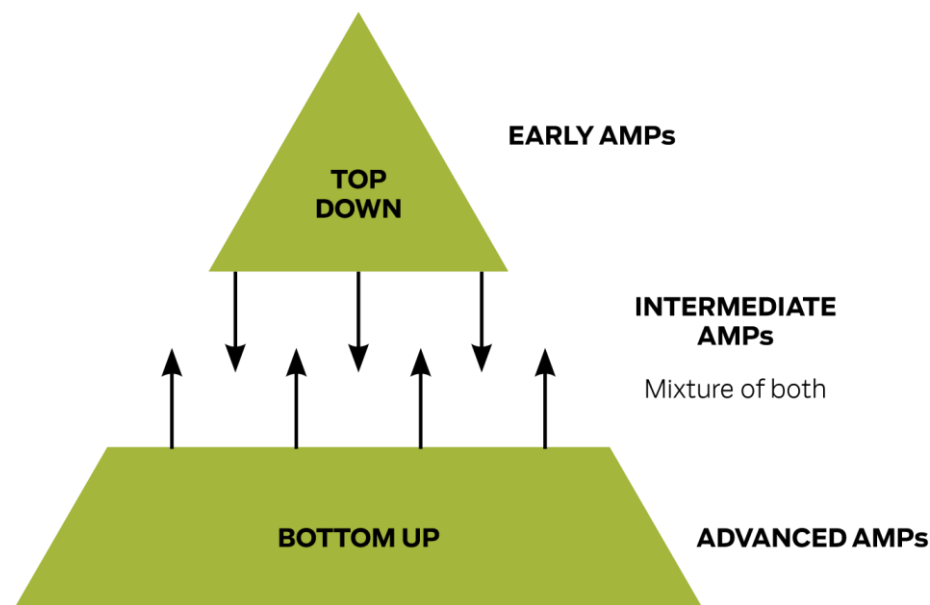 EARLY AMPs
TOP
DOWN
INTERMEDIATE
AMPs
Mixture of both
BOTTOM UP
ADVANCED AMPs